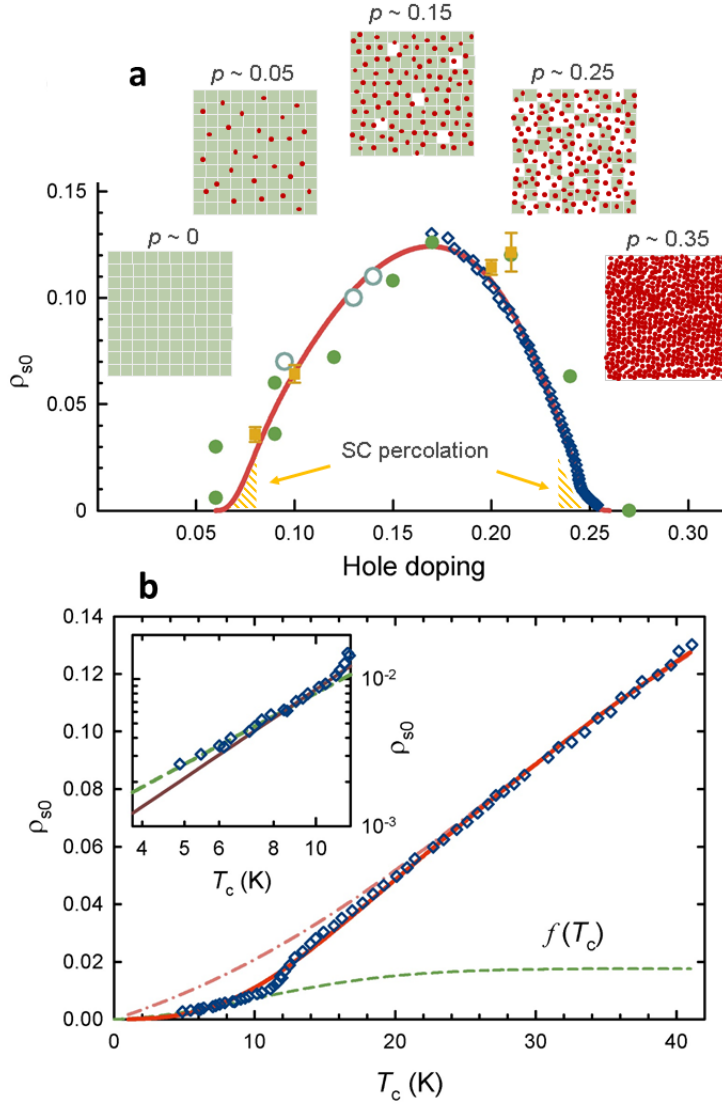 p ~ 0.15
a
p ~ 0.05
p ~ 0.25
p ~ 0
p ~ 0.35
0.15
0.10
0.05
0
ρs0
SC percolation
0.05 0.10 0.15 0.20 0.25 0.30
Hole doping
b
0.14
0.12
0.10
0.08
0.06
0.04
0.02
0.00
ρs0
10-2
10-3
ρs0
4 5 6 8 10
Tc (K)
f(Tc)
0 10 20 30 40
Tc (K)